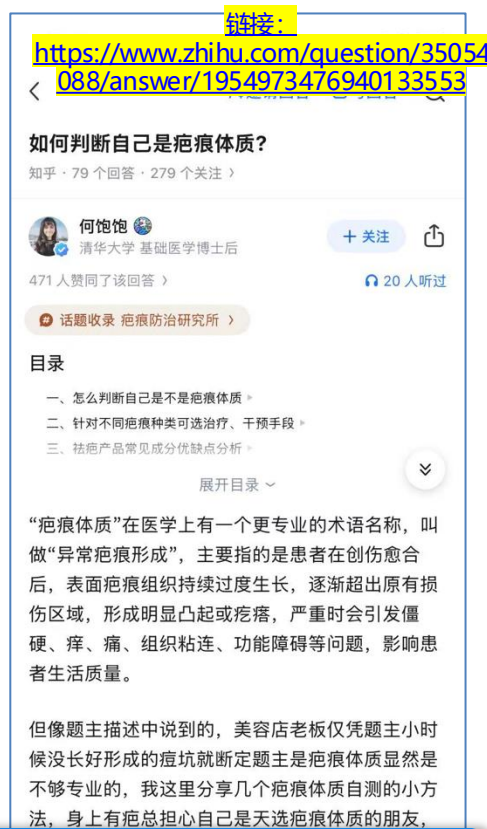 链接：
https://www.zhihu.com/question/35054
088/answer/1954973476940133553
如何判断自己是疤痕体质?
知乎 · 79 个回答 · 279 个关注 >
何饱饱
清华大学 基础医学博士后
+ 关注
471 人赞同了该回答 >
20 人听过
# 话题收录 疤痕防治研究所 >
目录
一、怎么判断自己是不是疤痕体质
二、针对不同疤痕种类可选治疗、干预手段
三、祛疤产品常见成分优缺点分析
展开目录
“疤痕体质”在医学上有一个更专业的术语名称，叫
做“异常疤痕形成”，主要指的是患者在创伤愈合
后，表面疤痕组织持续过度生长，逐渐超出原有损
伤区域，形成明显凸起或疙瘩，严重时会引发僵
硬、痒、痛、组织粘连、功能障碍等问题，影响患
者生活质量。
但像题主描述中说到的，美容店老板仅凭题主小时
候没长好形成的痘坑就断定题主是疤痕体质显然是
不够专业的，我这里分享几个疤痕体质自测的小方
法，身上有疤总担心自己是天选疤痕体质的朋友，